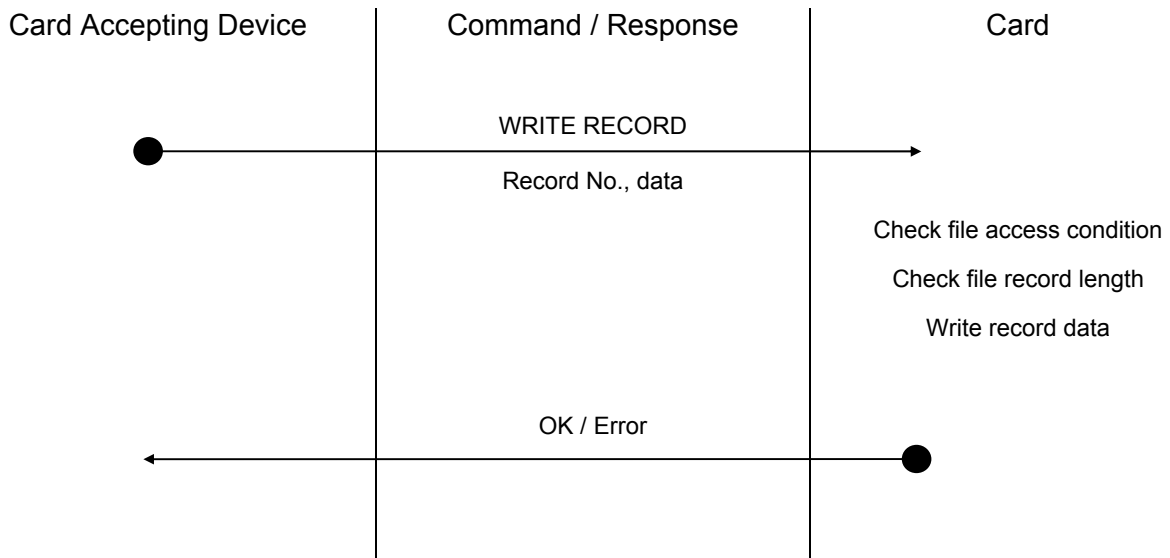 Card Accepting Device
Command / Response
Card
WRITE RECORD
Record No., data
Check file access condition
Check file record length
Write record data
OK / Error